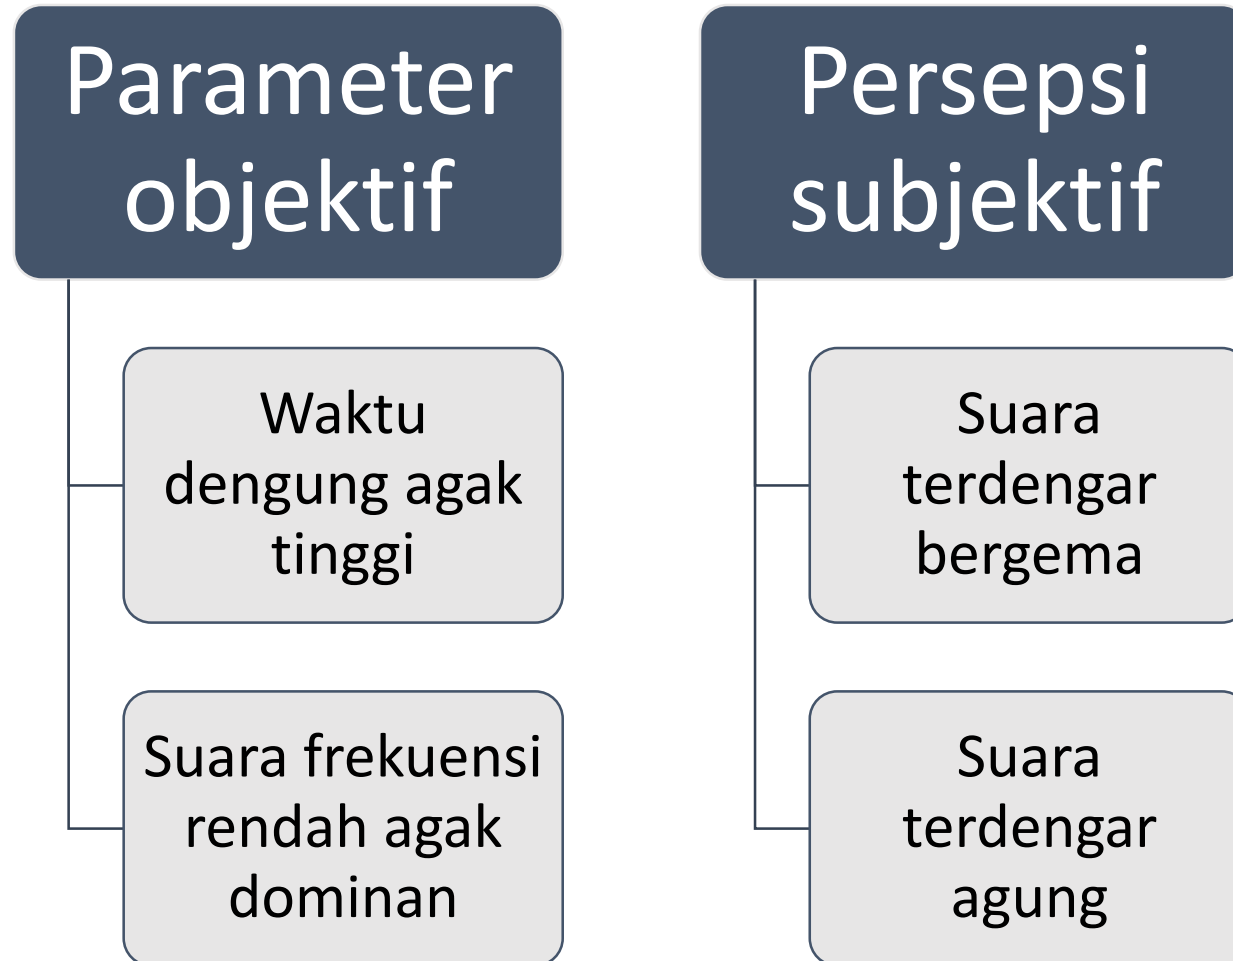 Parameter
objektif
Waktu
dengung agak
tinggi
Suara frekuensi
rendah agak
dominan
Persepsi
subjektif
Suara
terdengar
bergema
Suara
terdengar
agung